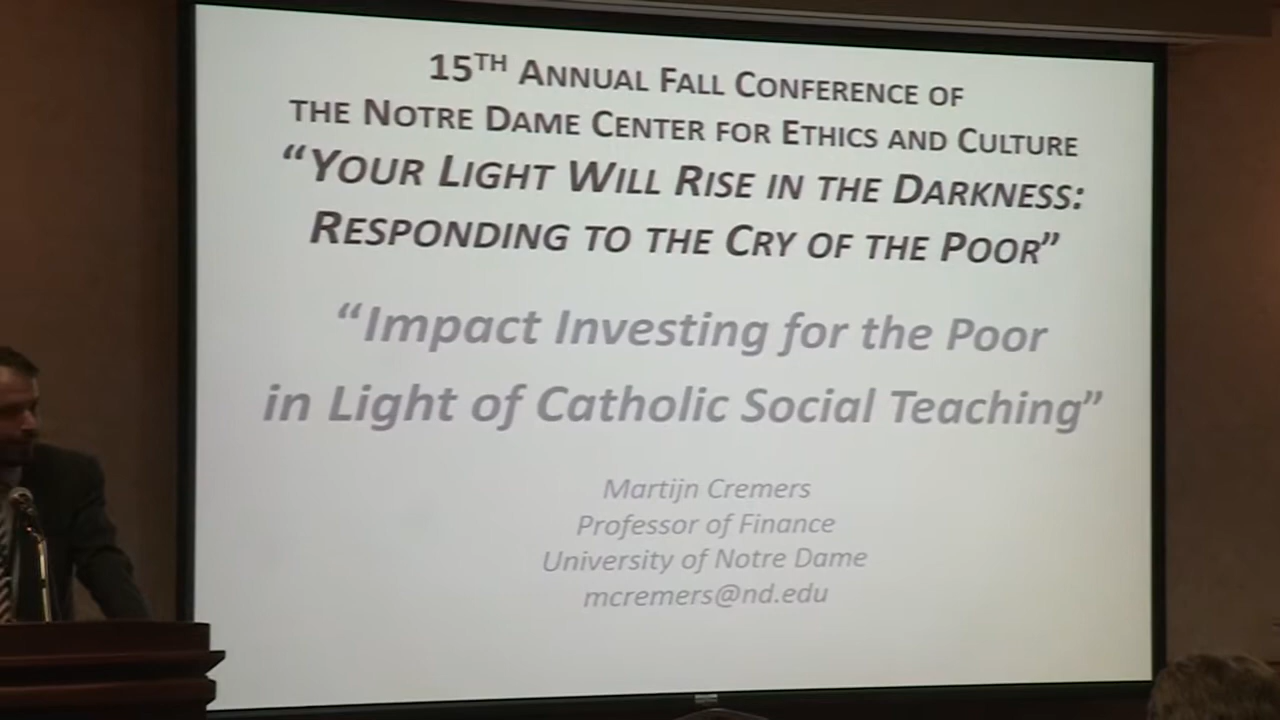 15TH ANNUAL FALL CONFERENCE OF
THE NOTRE DAME CENTER FOR ETHICS AND CULTURE
“YOUR LIGHT WILL RISE IN THE DARKNESS:
RESPONDING TO THE CRY OF THE POOR”
“Impact Investing for the Poor
in Light of Catholic Social Teaching”
Martijn Cremers
Professor of Finance
University of Notre Dame
mcremers@nd.edu